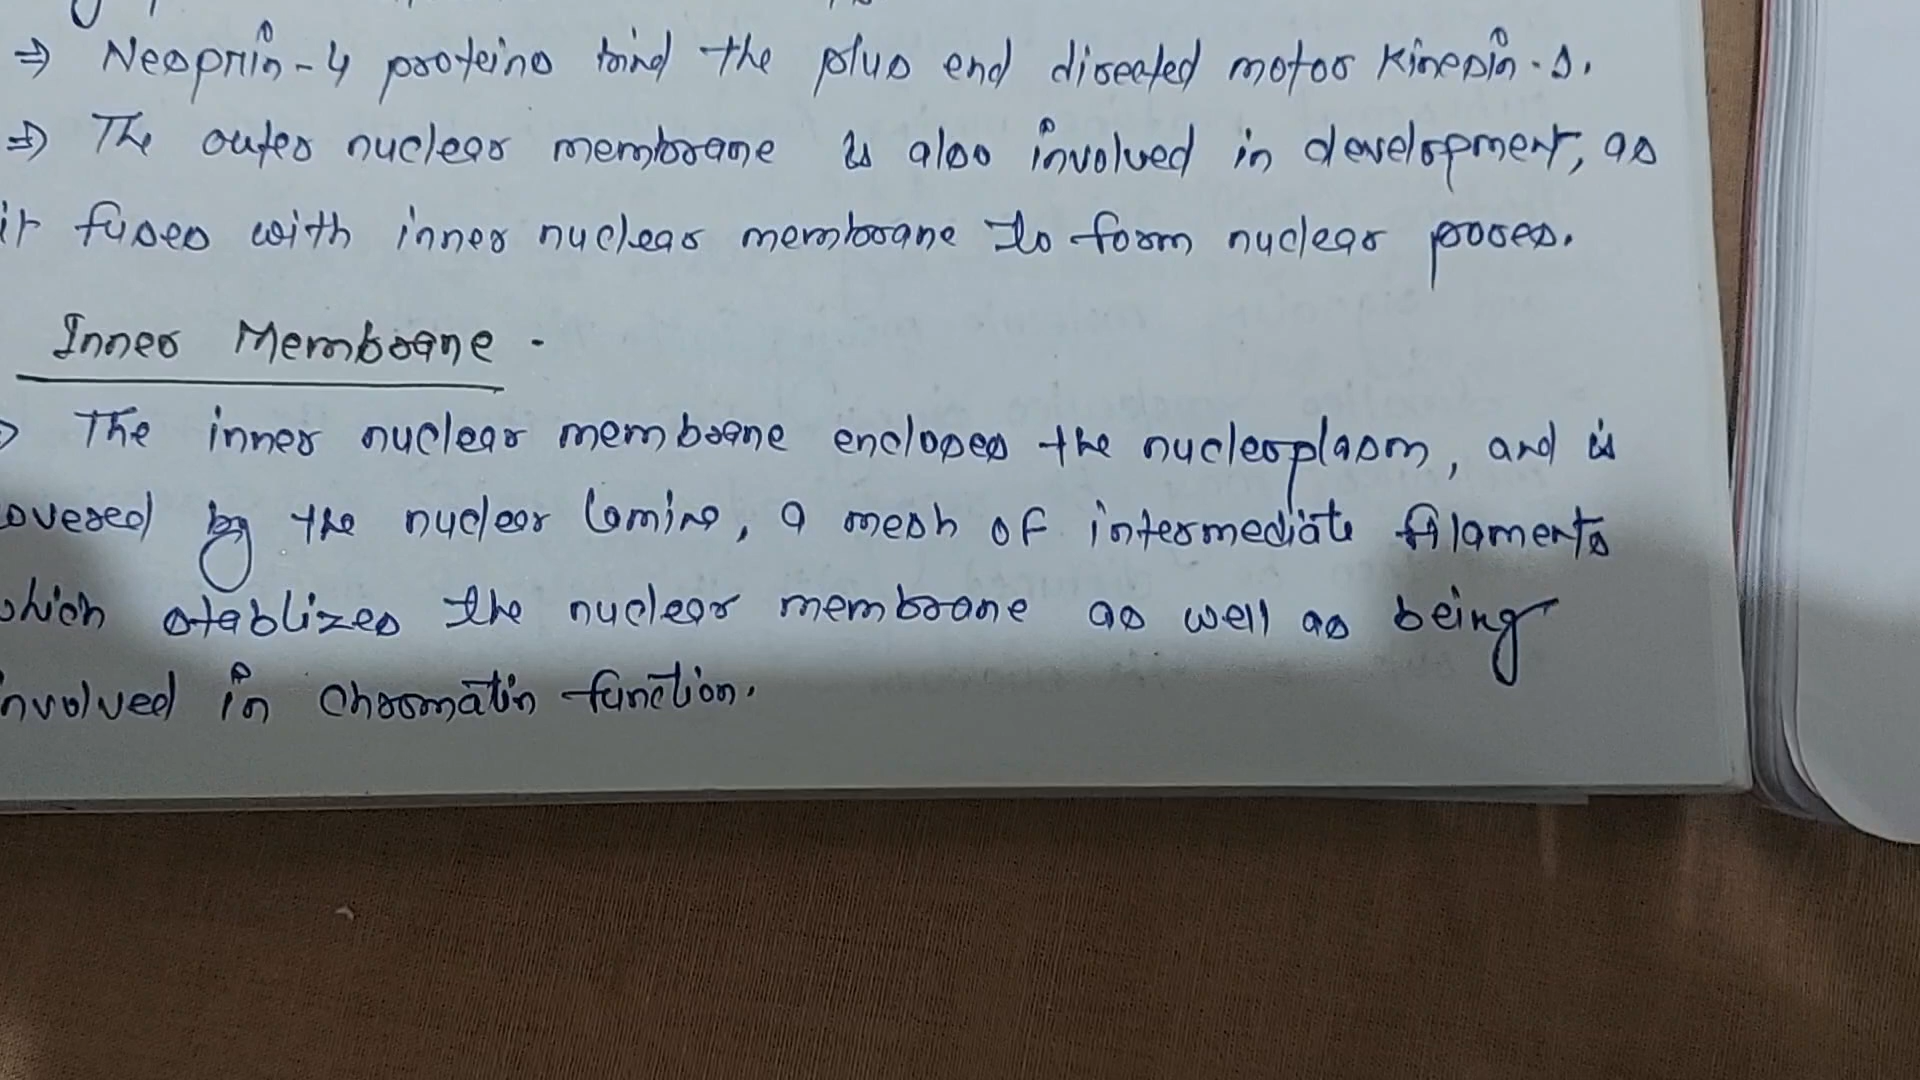 ⇒ Nesprin-4 proteins bind the plus end directed motor Kinesin-1.
⇒ The outer nuclear membrane is also involved in development, as
it fuses with inner nuclear membrane to form nuclear pores.
Inner Membrane -
The inner nuclear membrane encloses the nucleoplasm, and is
overed by the nuclear lamina, a mesh of intermediate filaments
which stablizes the nuclear membrane as well as being
nvolved in chromatin function.